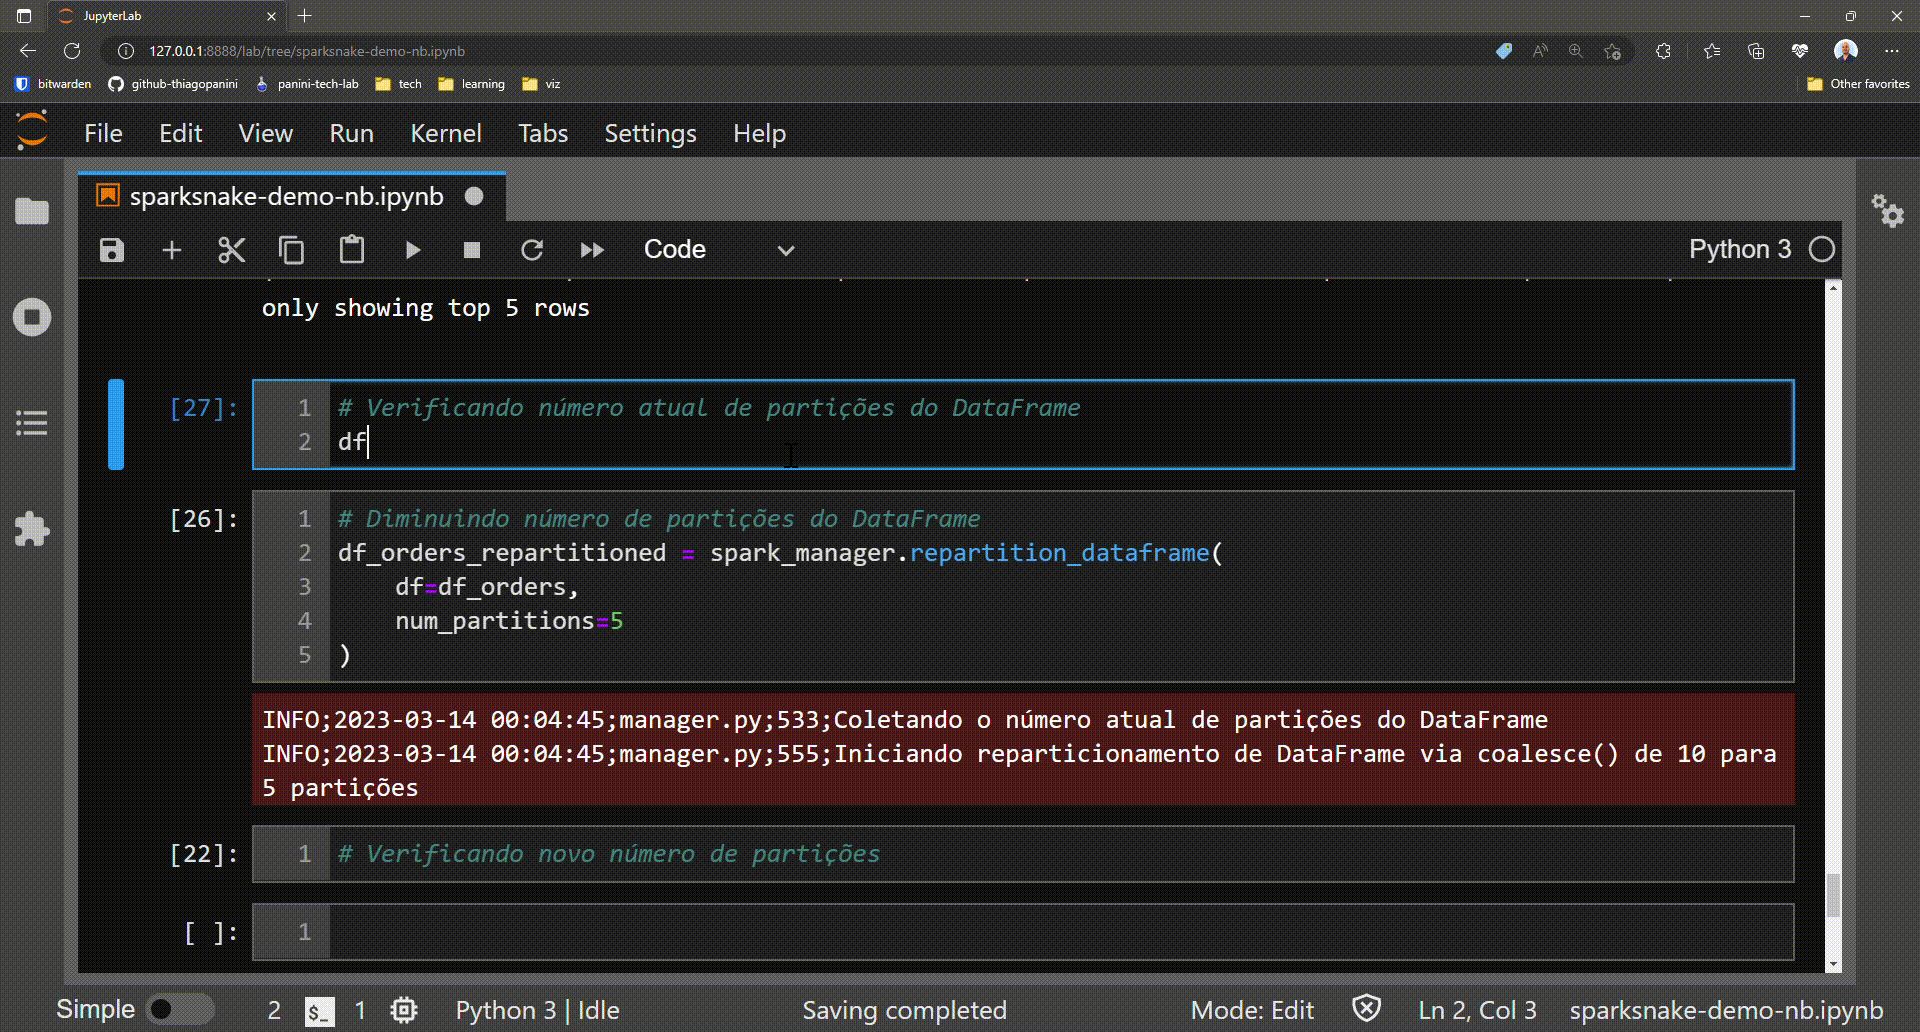 JupyterLab
127.0.0.1:8888/lab/tree/sparksnake-demo-nb.ipynb
bitwarden github-thiagopanini panini-tech-lab tech learning viz Other favorites
File Edit View Run Kernel Tabs Settings Help
sparksnake-demo-nb.ipynb
Code Python 3
only showing top 5 rows
[27]: 1 # Verificando número atual de partições do DataFrame
2 df
[26]: 1 # Diminuindo número de partições do DataFrame
2 df_orders_repartitioned = spark_manager.repartition_dataframe(
3 df=df_orders,
4 num_partitions=5
5 )
INFO;2023-03-14 00:04:45;manager.py;533;Coletando o número atual de partições do DataFrame
INFO;2023-03-14 00:04:45;manager.py;555;Iniciando reparticionamento de DataFrame via coalesce() de 10 para
5 partições
[22]: 1 # Verificando novo número de partições
[ ]: 1
Simple 2 $_ 1 Python 3 | Idle Saving completed Mode: Edit Ln 2, Col 3 sparksnake-demo-nb.ipynb